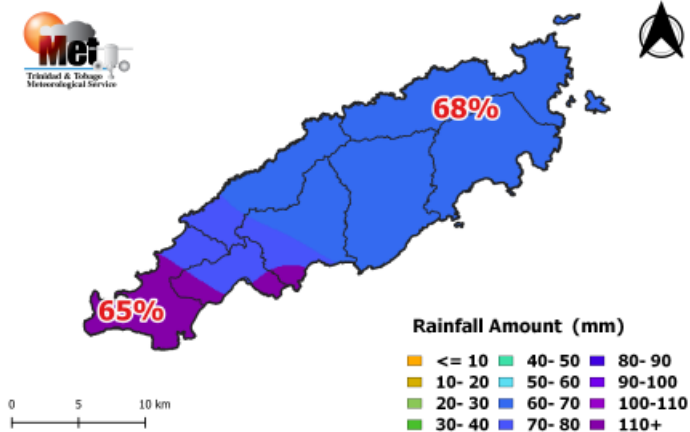 Met
Trinidad & Tobago
Meteorological Service
68%
65%
Rainfall Amount (mm)
<= 10 40-50 80-90
10-20 50-60 90-100
20-30 60-70 100-110
30-40 70-80 110+
0 5 10 km